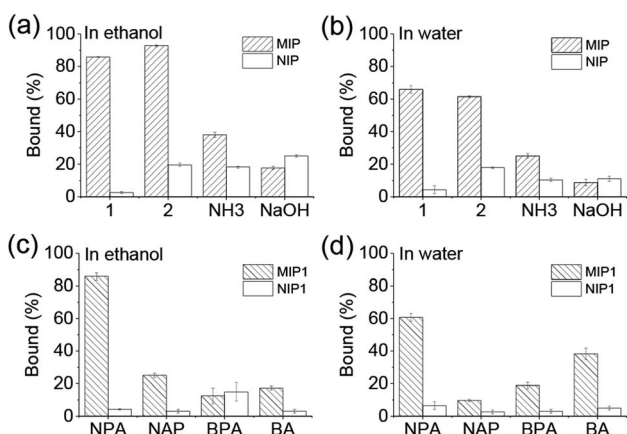 (a)
In ethanol
MIP
NIP
Bound (%)
100
80
60
40
20
0
1 2 NH3 NaOH
(b)
In water
MIP
NIP
Bound (%)
100
80
60
40
20
0
1 2 NH3 NaOH
(c)
In ethanol
MIP1
NIP1
Bound (%)
100
80
60
40
20
0
NPA NAP BPA BA
(d)
In water
MIP1
NIP1
Bound (%)
100
80
60
40
20
0
NPA NAP BPA BA